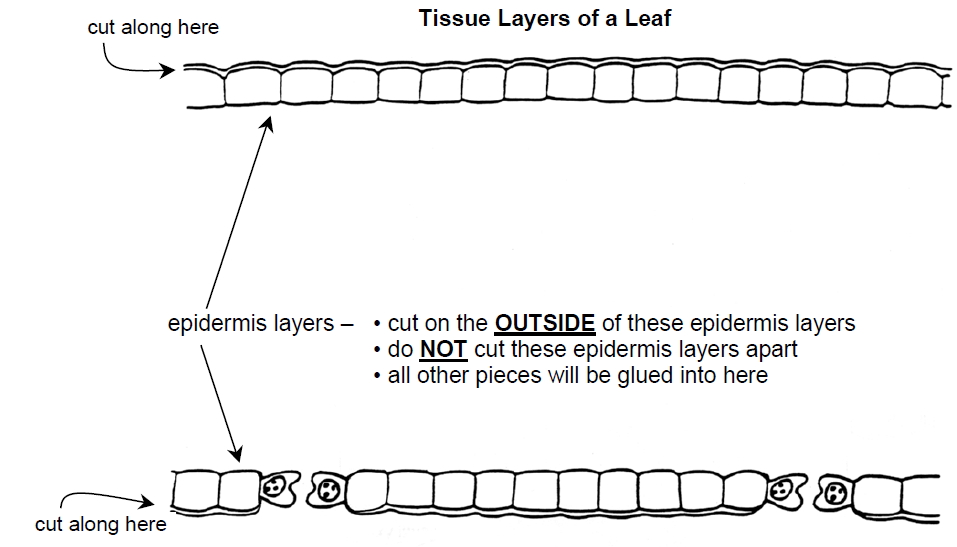 Tissue Layers of a Leaf
cut along here
epidermis layers – • cut on the OUTSIDE of these epidermis layers
• do NOT cut these epidermis layers apart
• all other pieces will be glued into here
cut along here